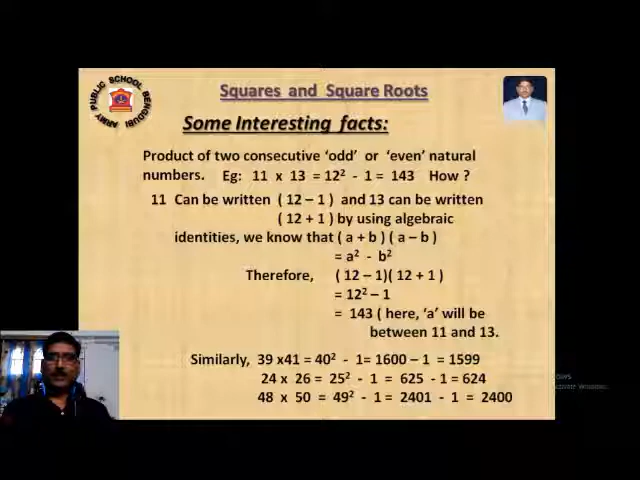 ARMY PUBLIC SCHOOL BENGDUBI
Squares and Square Roots
Some Interesting facts:
Product of two consecutive ‘odd’ or ‘even’ natural
numbers. Eg: 11 x 13 = 12² - 1 = 143 How ?
11 Can be written ( 12 – 1 ) and 13 can be written
( 12 + 1 ) by using algebraic
identities, we know that ( a + b ) ( a – b )
= a² - b²
Therefore, ( 12 – 1)( 12 + 1 )
= 12² – 1
= 143 ( here, ‘a’ will be
between 11 and 13.
Similarly, 39 x41 = 40² - 1= 1600 – 1 = 1599
24 x 26 = 25² - 1 = 625 - 1 = 624
48 x 50 = 49² - 1 = 2401 - 1 = 2400